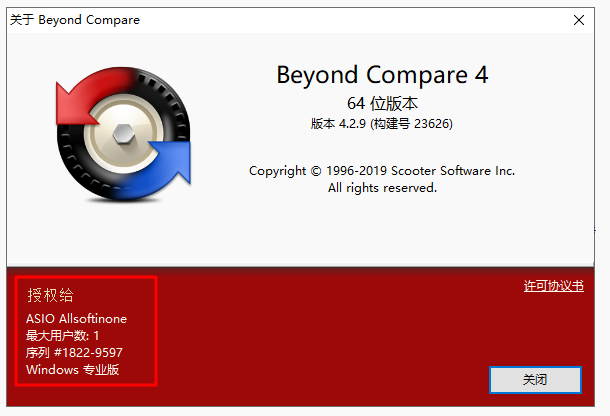 关于 Beyond Compare
Beyond Compare 4
64 位版本
版本 4.2.9 (构建号 23626)
Copyright © 1996-2019 Scooter Software Inc.
All rights reserved.
授权给
ASIO Allsoftinone
最大用户数: 1
序列 #1822-9597
Windows 专业版
许可协议书
关闭